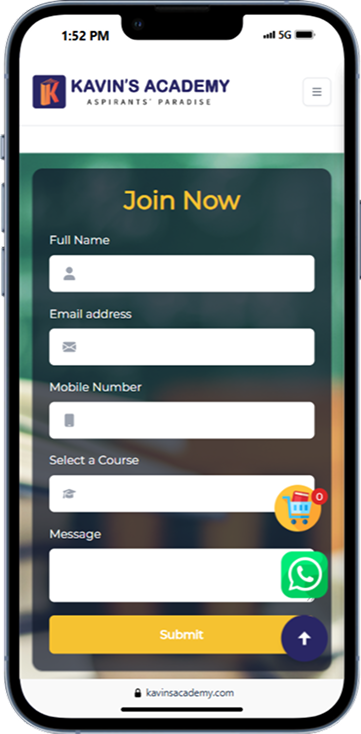 1:52 PM
5G
KAVIN'S ACADEMY
ASPIRANTS' PARADISE
Join Now
Full Name
Email address
Mobile Number
Select a Course
0
Message
Submit
kavinsacademy.com